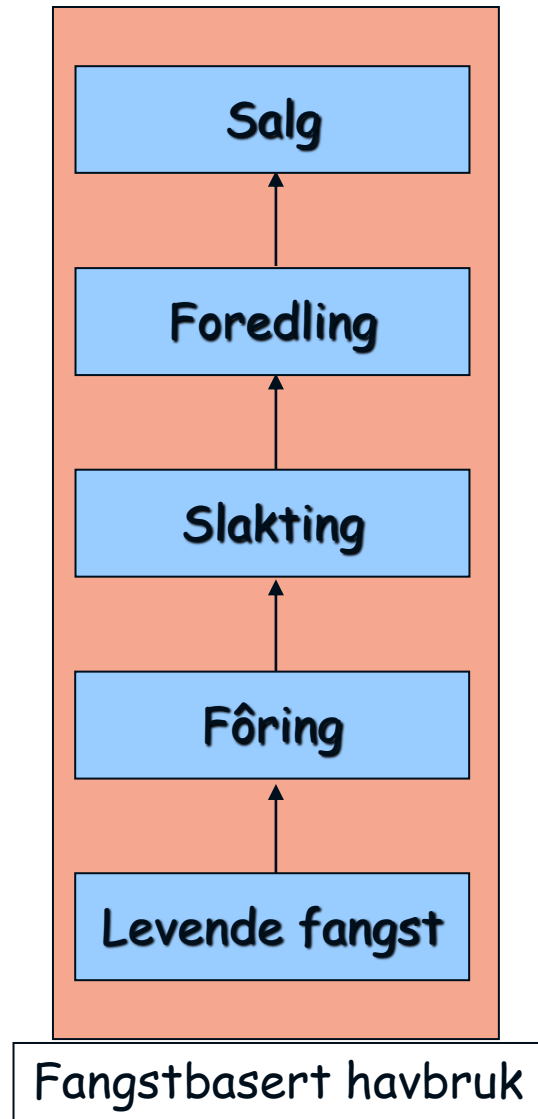 Salg
Foredling
Slakting
Fôring
Levende fangst
Fangstbasert havbruk